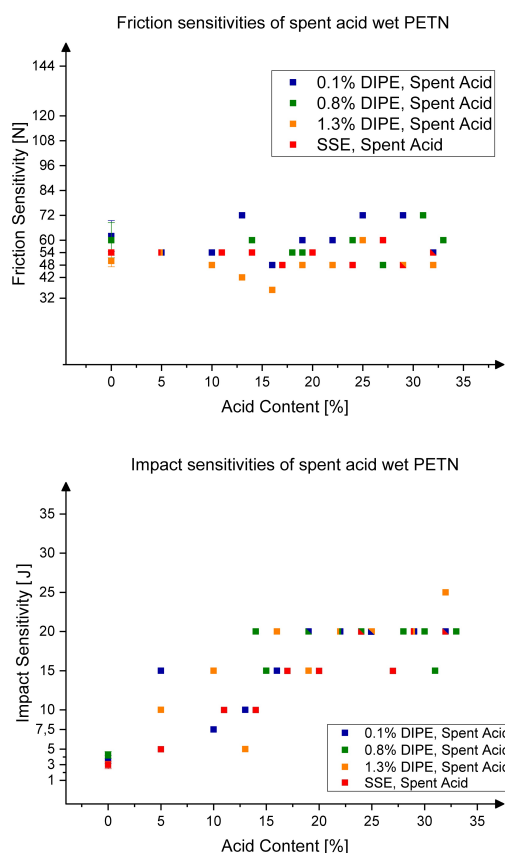 Friction sensitivities of spent acid wet PETN
144
120
108
96
84
72
60
54
48
42
32
Friction Sensitivity [N]
0.1% DIPE, Spent Acid
0.8% DIPE, Spent Acid
1.3% DIPE, Spent Acid
SSE, Spent Acid
0 5 10 15 20 25 30 35
Acid Content [%]
Impact sensitivities of spent acid wet PETN
35
30
25
20
15
10
7,5
5
3
1
Impact Sensitivity [J]
0.1% DIPE, Spent Acid
0.8% DIPE, Spent Acid
1.3% DIPE, Spent Acid
SSE, Spent Acid
0 5 10 15 20 25 30 35
Acid Content [%]